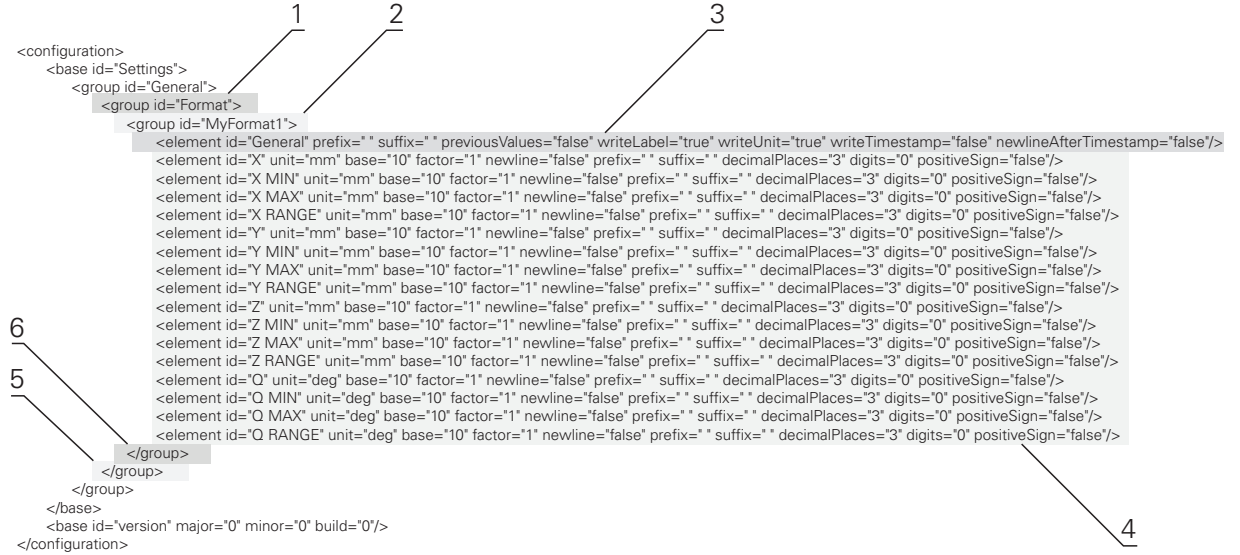 1 2 3
<configuration>
<base id="Settings">
<group id="General">
<group id="Format">
<group id="MyFormat1">
<element id="General" prefix=" " suffix=" " previousValues="false" writeLabel="true" writeUnit="true" writeTimestamp="false" newlineAfterTimestamp="false"/>
<element id="X" unit="mm" base="10" factor="1" newline="false" prefix=" " suffix=" " decimalPlaces="3" digits="0" positiveSign="false"/>
<element id="X MIN" unit="mm" base="10" factor="1" newline="false" prefix=" " suffix=" " decimalPlaces="3" digits="0" positiveSign="false"/>
<element id="X MAX" unit="mm" base="10" factor="1" newline="false" prefix=" " suffix=" " decimalPlaces="3" digits="0" positiveSign="false"/>
<element id="X RANGE" unit="mm" base="10" factor="1" newline="false" prefix=" " suffix=" " decimalPlaces="3" digits="0" positiveSign="false"/>
<element id="Y" unit="mm" base="10" factor="1" newline="false" prefix=" " suffix=" " decimalPlaces="3" digits="0" positiveSign="false"/>
<element id="Y MIN" unit="mm" base="10" factor="1" newline="false" prefix=" " suffix=" " decimalPlaces="3" digits="0" positiveSign="false"/>
<element id="Y MAX" unit="mm" base="10" factor="1" newline="false" prefix=" " suffix=" " decimalPlaces="3" digits="0" positiveSign="false"/>
<element id="Y RANGE" unit="mm" base="10" factor="1" newline="false" prefix=" " suffix=" " decimalPlaces="3" digits="0" positiveSign="false"/>
<element id="Z" unit="mm" base="10" factor="1" newline="false" prefix=" " suffix=" " decimalPlaces="3" digits="0" positiveSign="false"/>
<element id="Z MIN" unit="mm" base="10" factor="1" newline="false" prefix=" " suffix=" " decimalPlaces="3" digits="0" positiveSign="false"/>
<element id="Z MAX" unit="mm" base="10" factor="1" newline="false" prefix=" " suffix=" " decimalPlaces="3" digits="0" positiveSign="false"/>
<element id="Z RANGE" unit="mm" base="10" factor="1" newline="false" prefix=" " suffix=" " decimalPlaces="3" digits="0" positiveSign="false"/>
<element id="Q" unit="deg" base="10" factor="1" newline="false" prefix=" " suffix=" " decimalPlaces="3" digits="0" positiveSign="false"/>
<element id="Q MIN" unit="deg" base="10" factor="1" newline="false" prefix=" " suffix=" " decimalPlaces="3" digits="0" positiveSign="false"/>
<element id="Q MAX" unit="deg" base="10" factor="1" newline="false" prefix=" " suffix=" " decimalPlaces="3" digits="0" positiveSign="false"/>
<element id="Q RANGE" unit="deg" base="10" factor="1" newline="false" prefix=" " suffix=" " decimalPlaces="3" digits="0" positiveSign="false"/>
</group>
</group>
</group>
</base>
<base id="version" major="0" minor="0" build="0"/>
</configuration>
6
5
4